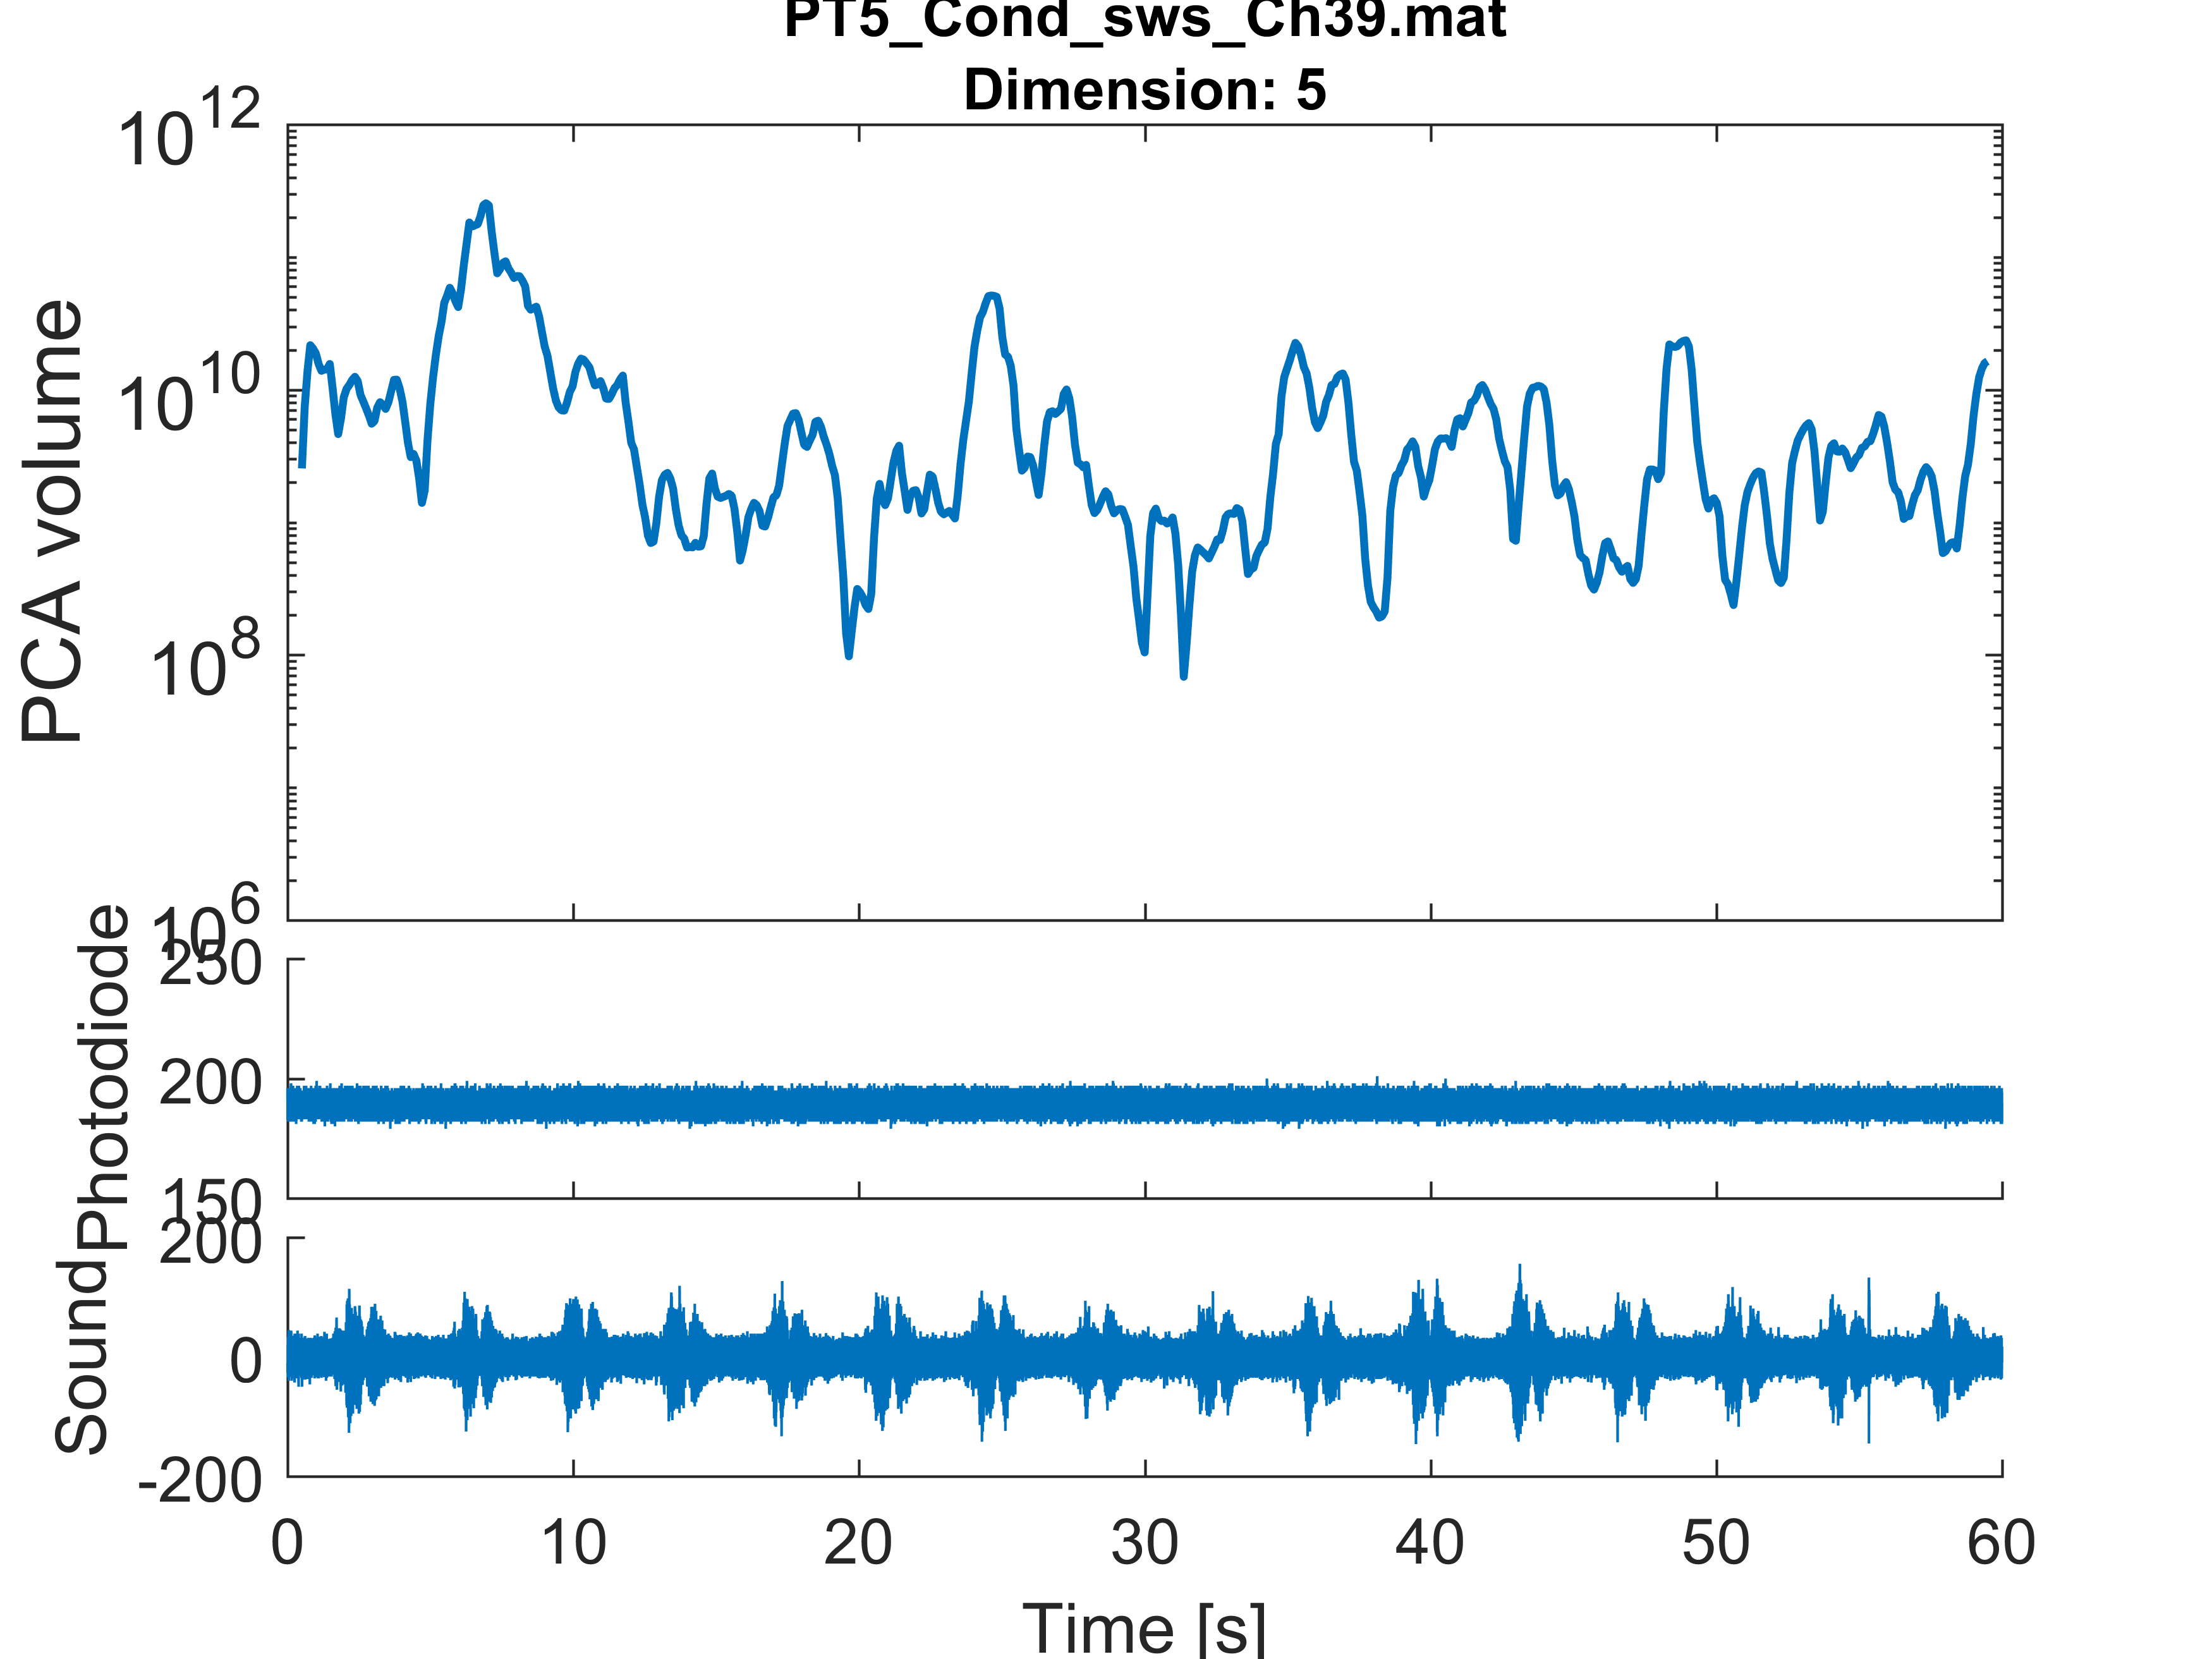 PT5_Cond_sws_Ch39.mat
Dimension: 5
PCA volume
10^12
10^10
10^8
10^6
Photodiode
250
200
150
Sound
200
0
-200
0 10 20 30 40 50 60
Time [s]